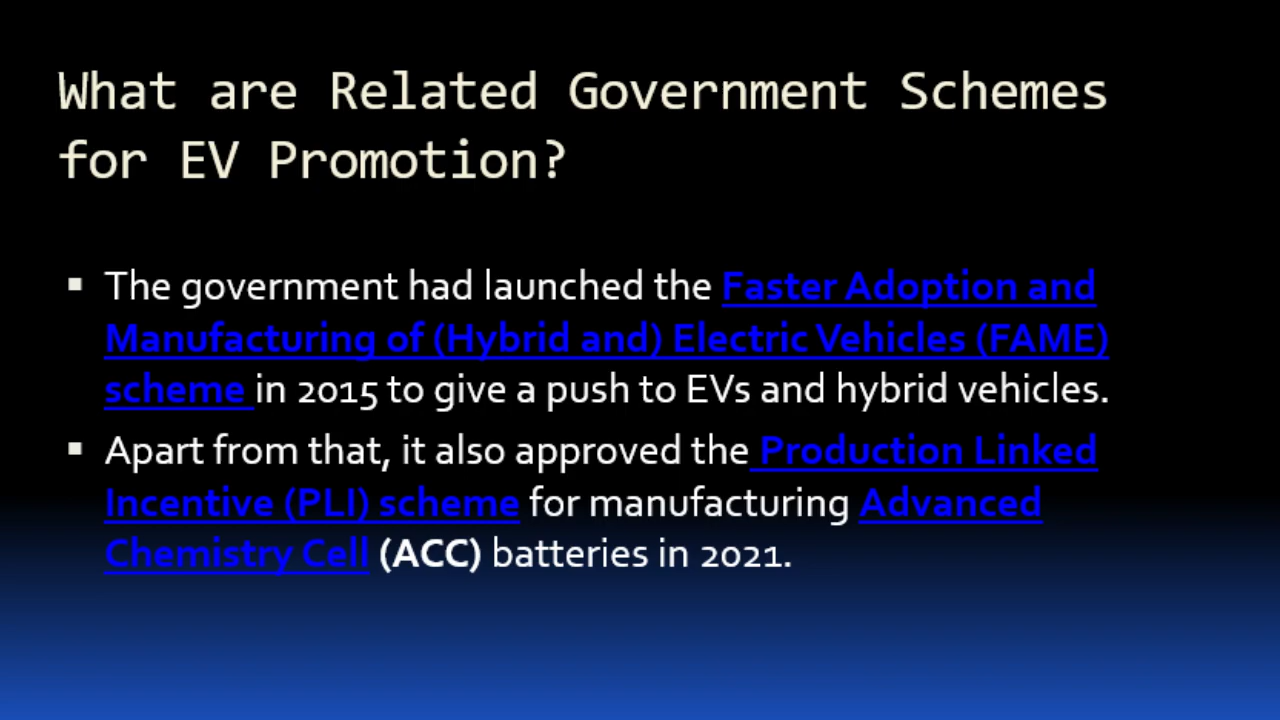 What are Related Government Schemes
for EV Promotion?
▪ The government had launched the Faster Adoption and
Manufacturing of (Hybrid and) Electric Vehicles (FAME)
scheme in 2015 to give a push to EVs and hybrid vehicles.
▪ Apart from that, it also approved the Production Linked
Incentive (PLI) scheme for manufacturing Advanced
Chemistry Cell (ACC) batteries in 2021.